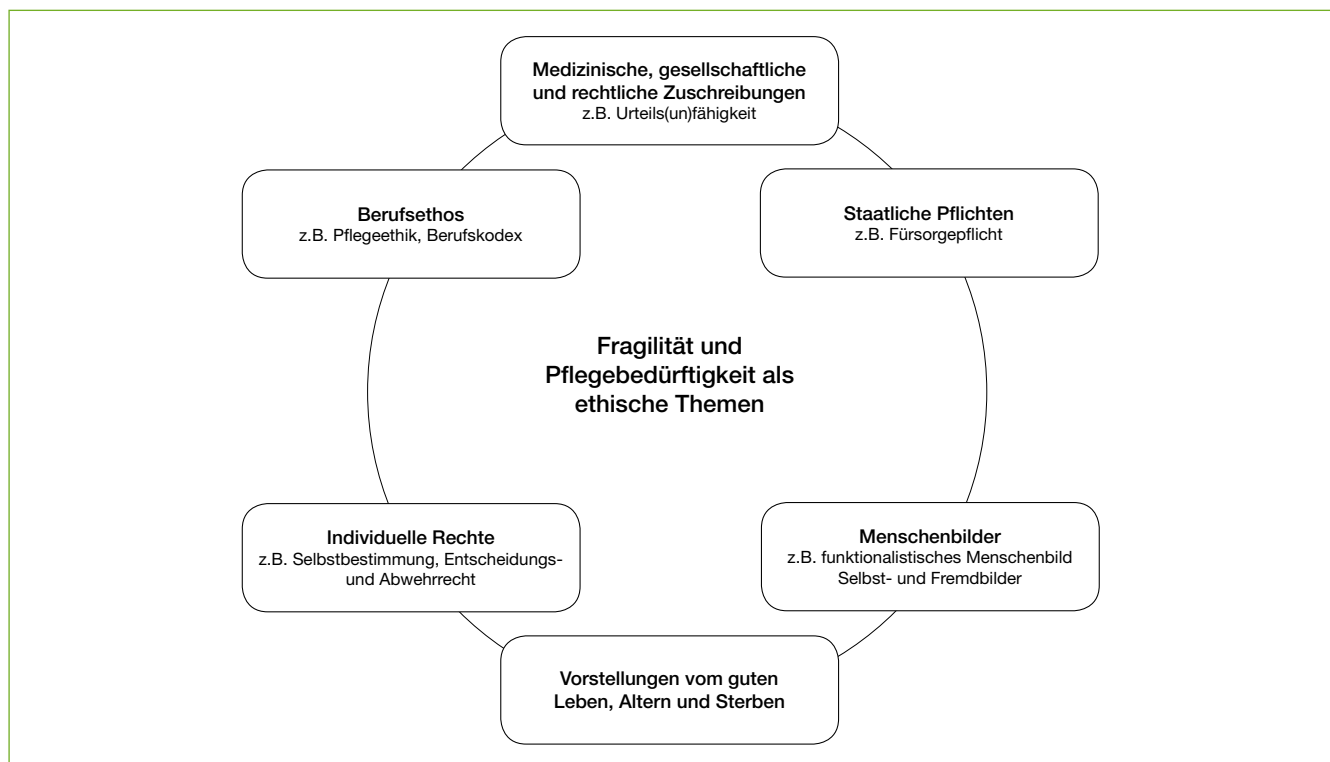 Medizinische, gesellschaftliche
und rechtliche Zuschreibungen
z.B. Urteils(un)fähigkeit
Berufsethos
z.B. Pflegeethik, Berufskodex
Staatliche Pflichten
z.B. Fürsorgepflicht
Fragilität und
Pflegebedürftigkeit als
ethische Themen
Individuelle Rechte
z.B. Selbstbestimmung, Entscheidungs-
und Abwehrrecht
Menschenbilder
z.B. funktionalistisches Menschenbild
Selbst- und Fremdbilder
Vorstellungen vom guten
Leben, Altern und Sterben